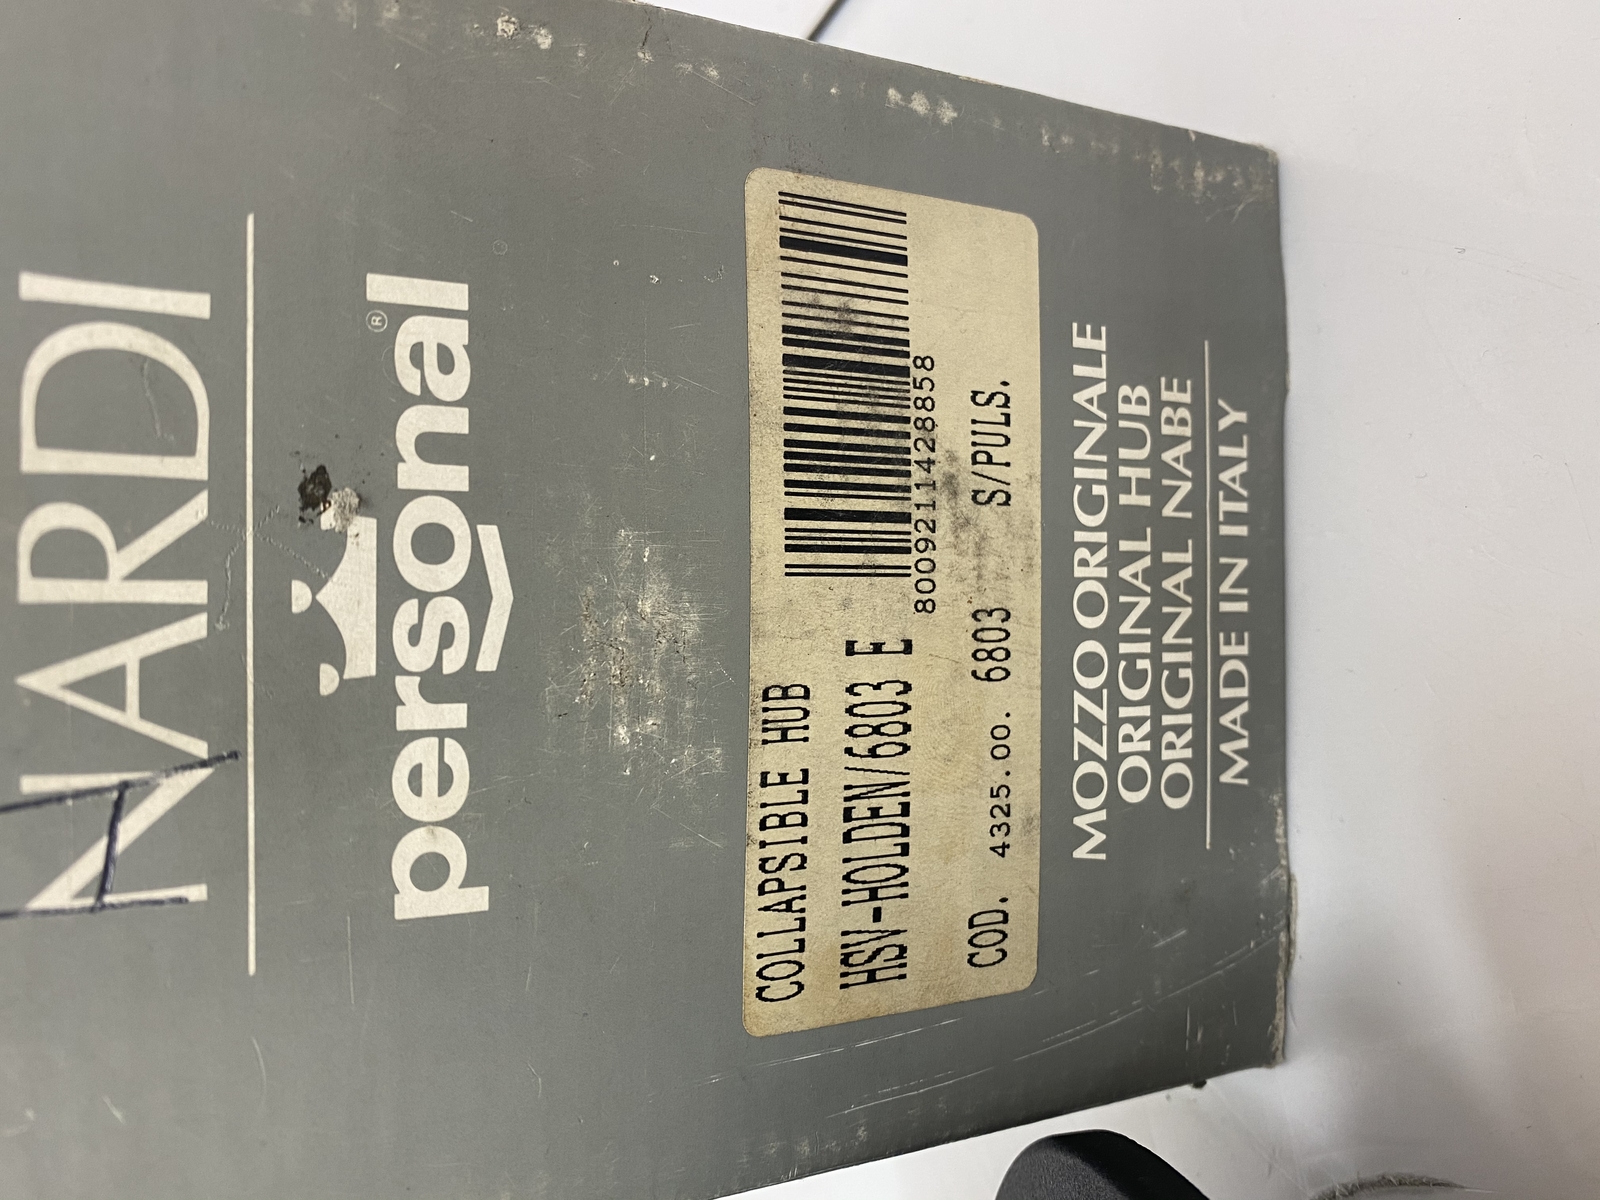 NARDI
personal®
COLLAPSIBLE HUB
HSV-HOLDEN/6803 E
8009211428858
COD. 4325.00. 6803 S/PULS.
MOZZO ORIGINALE
ORIGINAL HUB
ORIGINAL NABE
MADE IN ITALY